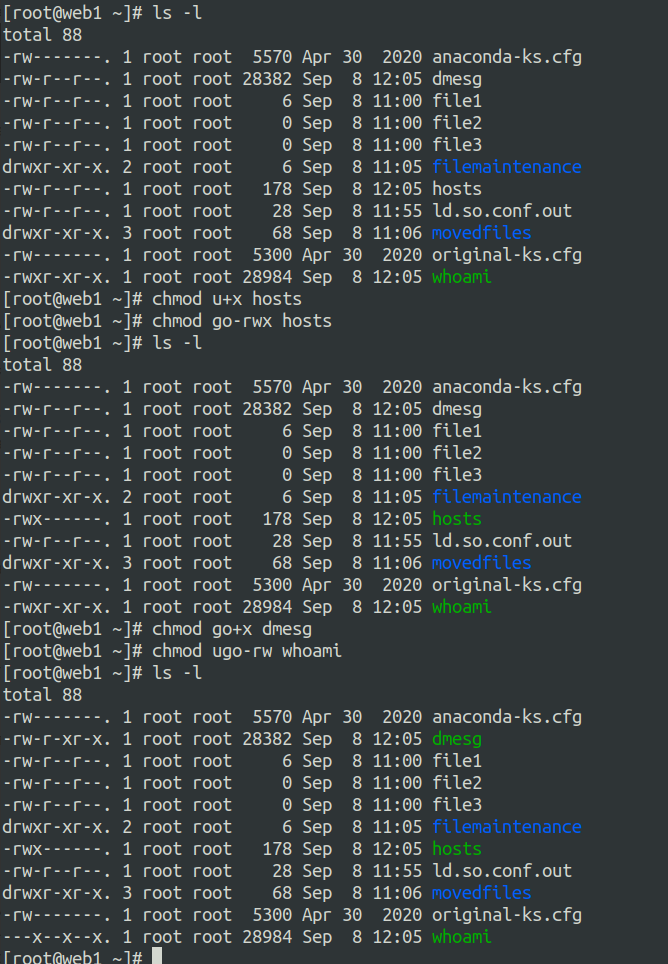 [root@web1 ~]# ls -l
total 88
-rw-------. 1 root root  5570 Apr 30  2020 anaconda-ks.cfg
-rw-r--r--. 1 root root 28382 Sep  8 12:05 dmesg
-rw-r--r--. 1 root root     6 Sep  8 11:00 file1
-rw-r--r--. 1 root root     0 Sep  8 11:00 file2
-rw-r--r--. 1 root root     0 Sep  8 11:00 file3
drwxr-xr-x. 2 root root     6 Sep  8 11:05 filemaintenance
-rw-r--r--. 1 root root   178 Sep  8 12:05 hosts
-rw-r--r--. 1 root root    28 Sep  8 11:55 ld.so.conf.out
drwxr-xr-x. 3 root root    68 Sep  8 11:06 movedfiles
-rw-------. 1 root root  5300 Apr 30  2020 original-ks.cfg
-rwxr-xr-x. 1 root root 28984 Sep  8 12:05 whoami
[root@web1 ~]# chmod u+x hosts
[root@web1 ~]# chmod go-rwx hosts
[root@web1 ~]# ls -l
total 88
-rw-------. 1 root root  5570 Apr 30  2020 anaconda-ks.cfg
-rw-r--r--. 1 root root 28382 Sep  8 12:05 dmesg
-rw-r--r--. 1 root root     6 Sep  8 11:00 file1
-rw-r--r--. 1 root root     0 Sep  8 11:00 file2
-rw-r--r--. 1 root root     0 Sep  8 11:00 file3
drwxr-xr-x. 2 root root     6 Sep  8 11:05 filemaintenance
-rwx------. 1 root root   178 Sep  8 12:05 hosts
-rw-r--r--. 1 root root    28 Sep  8 11:55 ld.so.conf.out
drwxr-xr-x. 3 root root    68 Sep  8 11:06 movedfiles
-rw-------. 1 root root  5300 Apr 30  2020 original-ks.cfg
-rwxr-xr-x. 1 root root 28984 Sep  8 12:05 whoami
[root@web1 ~]# chmod go+x dmesg
[root@web1 ~]# chmod ugo-rw whoami
[root@web1 ~]# ls -l
total 88
-rw-------. 1 root root  5570 Apr 30  2020 anaconda-ks.cfg
-rw-r-xr-x. 1 root root 28382 Sep  8 12:05 dmesg
-rw-r--r--. 1 root root     6 Sep  8 11:00 file1
-rw-r--r--. 1 root root     0 Sep  8 11:00 file2
-rw-r--r--. 1 root root     0 Sep  8 11:00 file3
drwxr-xr-x. 2 root root     6 Sep  8 11:05 filemaintenance
-rwx------. 1 root root   178 Sep  8 12:05 hosts
-rw-r--r--. 1 root root    28 Sep  8 11:55 ld.so.conf.out
drwxr-xr-x. 3 root root    68 Sep  8 11:06 movedfiles
-rw-------. 1 root root  5300 Apr 30  2020 original-ks.cfg
---x--x--x. 1 root root 28984 Sep  8 12:05 whoami
[root@web1 ~]#